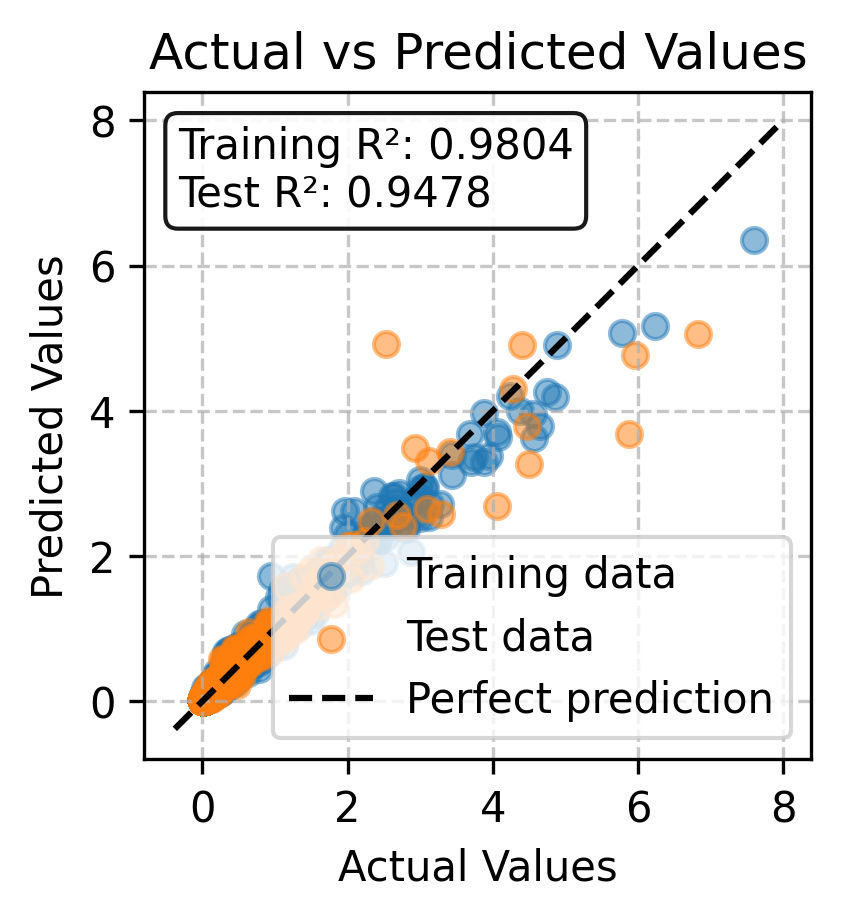 Actual vs Predicted Values
Training R²: 0.9804
Test R²: 0.9478
8
6
4
2
0
Predicted Values
Training data
Test data
Perfect prediction
0 2 4 6 8
Actual Values